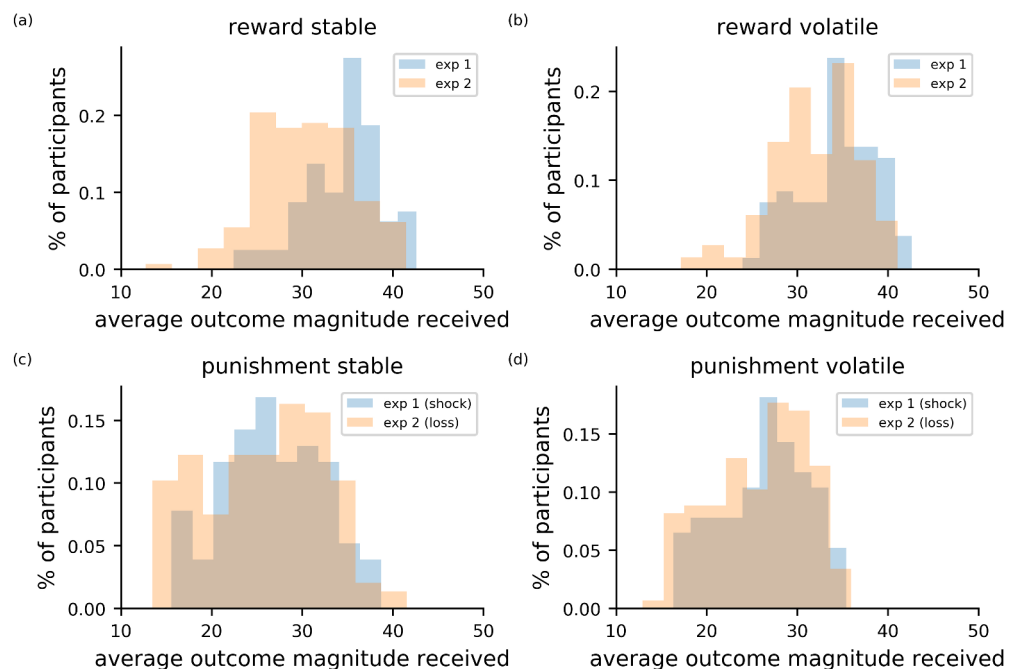 (a)
reward stable
exp 1
exp 2
% of participants
0.2
0.1
0.0
10 20 30 40 50
average outcome magnitude received
(b)
reward volatile
exp 1
exp 2
% of participants
0.2
0.1
0.0
10 20 30 40 50
average outcome magnitude received
(c)
punishment stable
exp 1 (shock)
exp 2 (loss)
% of participants
0.15
0.10
0.05
0.00
10 20 30 40 50
average outcome magnitude received
(d)
punishment volatile
exp 1 (shock)
exp 2 (loss)
% of participants
0.15
0.10
0.05
0.00
10 20 30 40 50
average outcome magnitude received